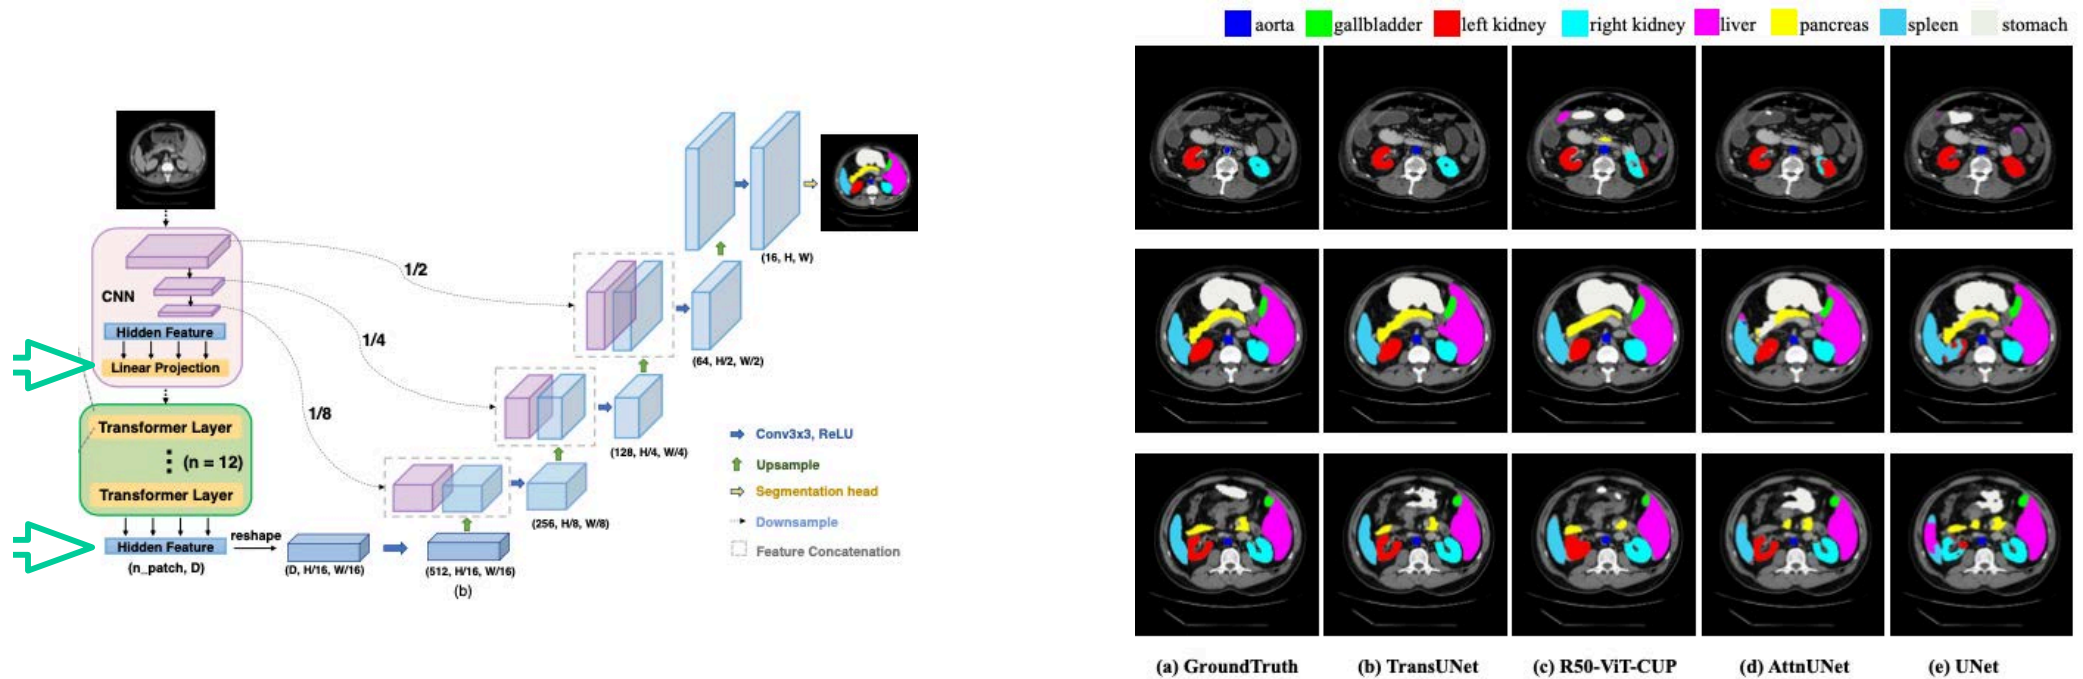 CNN
Hidden Feature
Linear Projection
Transformer Layer
(n = 12)
Transformer Layer
Hidden Feature
(n_patch, D)
reshape
(D, H/16, W/16)
(512, H/16, W/16)
(b)
1/2
1/4
1/8
(256, H/8, W/8)
(128, H/4, W/4)
(64, H/2, W/2)
(16, H, W)
Conv3x3, ReLU
Upsample
Segmentation head
Downsample
Feature Concatenation
aorta gallbladder left kidney right kidney liver pancreas spleen stomach
(a) GroundTruth (b) TransUNet (c) R50-ViT-CUP (d) AttnUNet (e) UNet